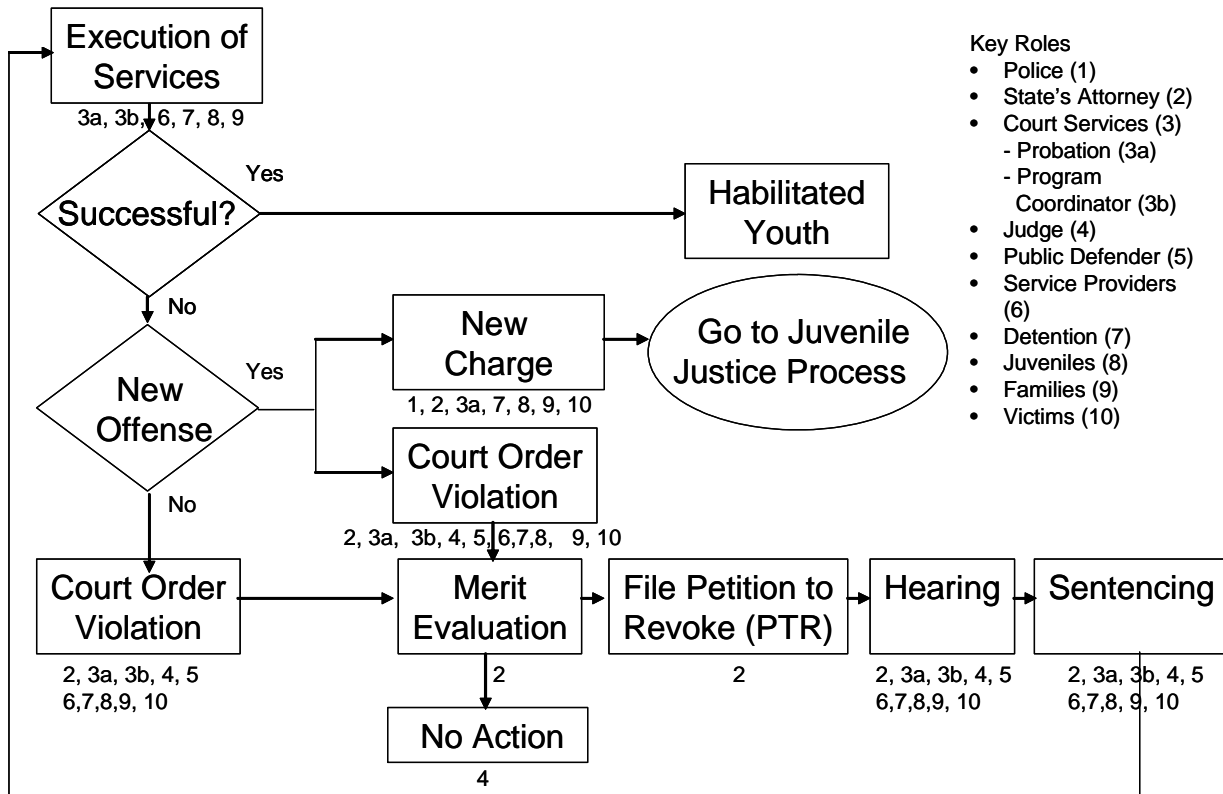 Execution of
Services
3a, 3b, 6, 7, 8, 9
Key Roles
• Police (1)
• State's Attorney (2)
• Court Services (3)
- Probation (3a)
- Program
Coordinator (3b)
• Judge (4)
• Public Defender (5)
• Service Providers
(6)
• Detention (7)
• Juveniles (8)
• Families (9)
• Victims (10)
Successful?
Yes
Habilitated
Youth
No
New
Offense
Yes
New
Charge
1, 2, 3a, 7, 8, 9, 10
Go to Juvenile
Justice Process
Court Order
Violation
2, 3a, 3b, 4, 5, 6,7,8, 9, 10
No
Court Order
Violation
2, 3a, 3b, 4, 5
6,7,8,9, 10
Merit
Evaluation
2
File Petition to
Revoke (PTR)
2
Hearing
2, 3a, 3b, 4, 5
6,7,8,9, 10
Sentencing
2, 3a, 3b, 4, 5
6,7,8, 9, 10
No Action
4